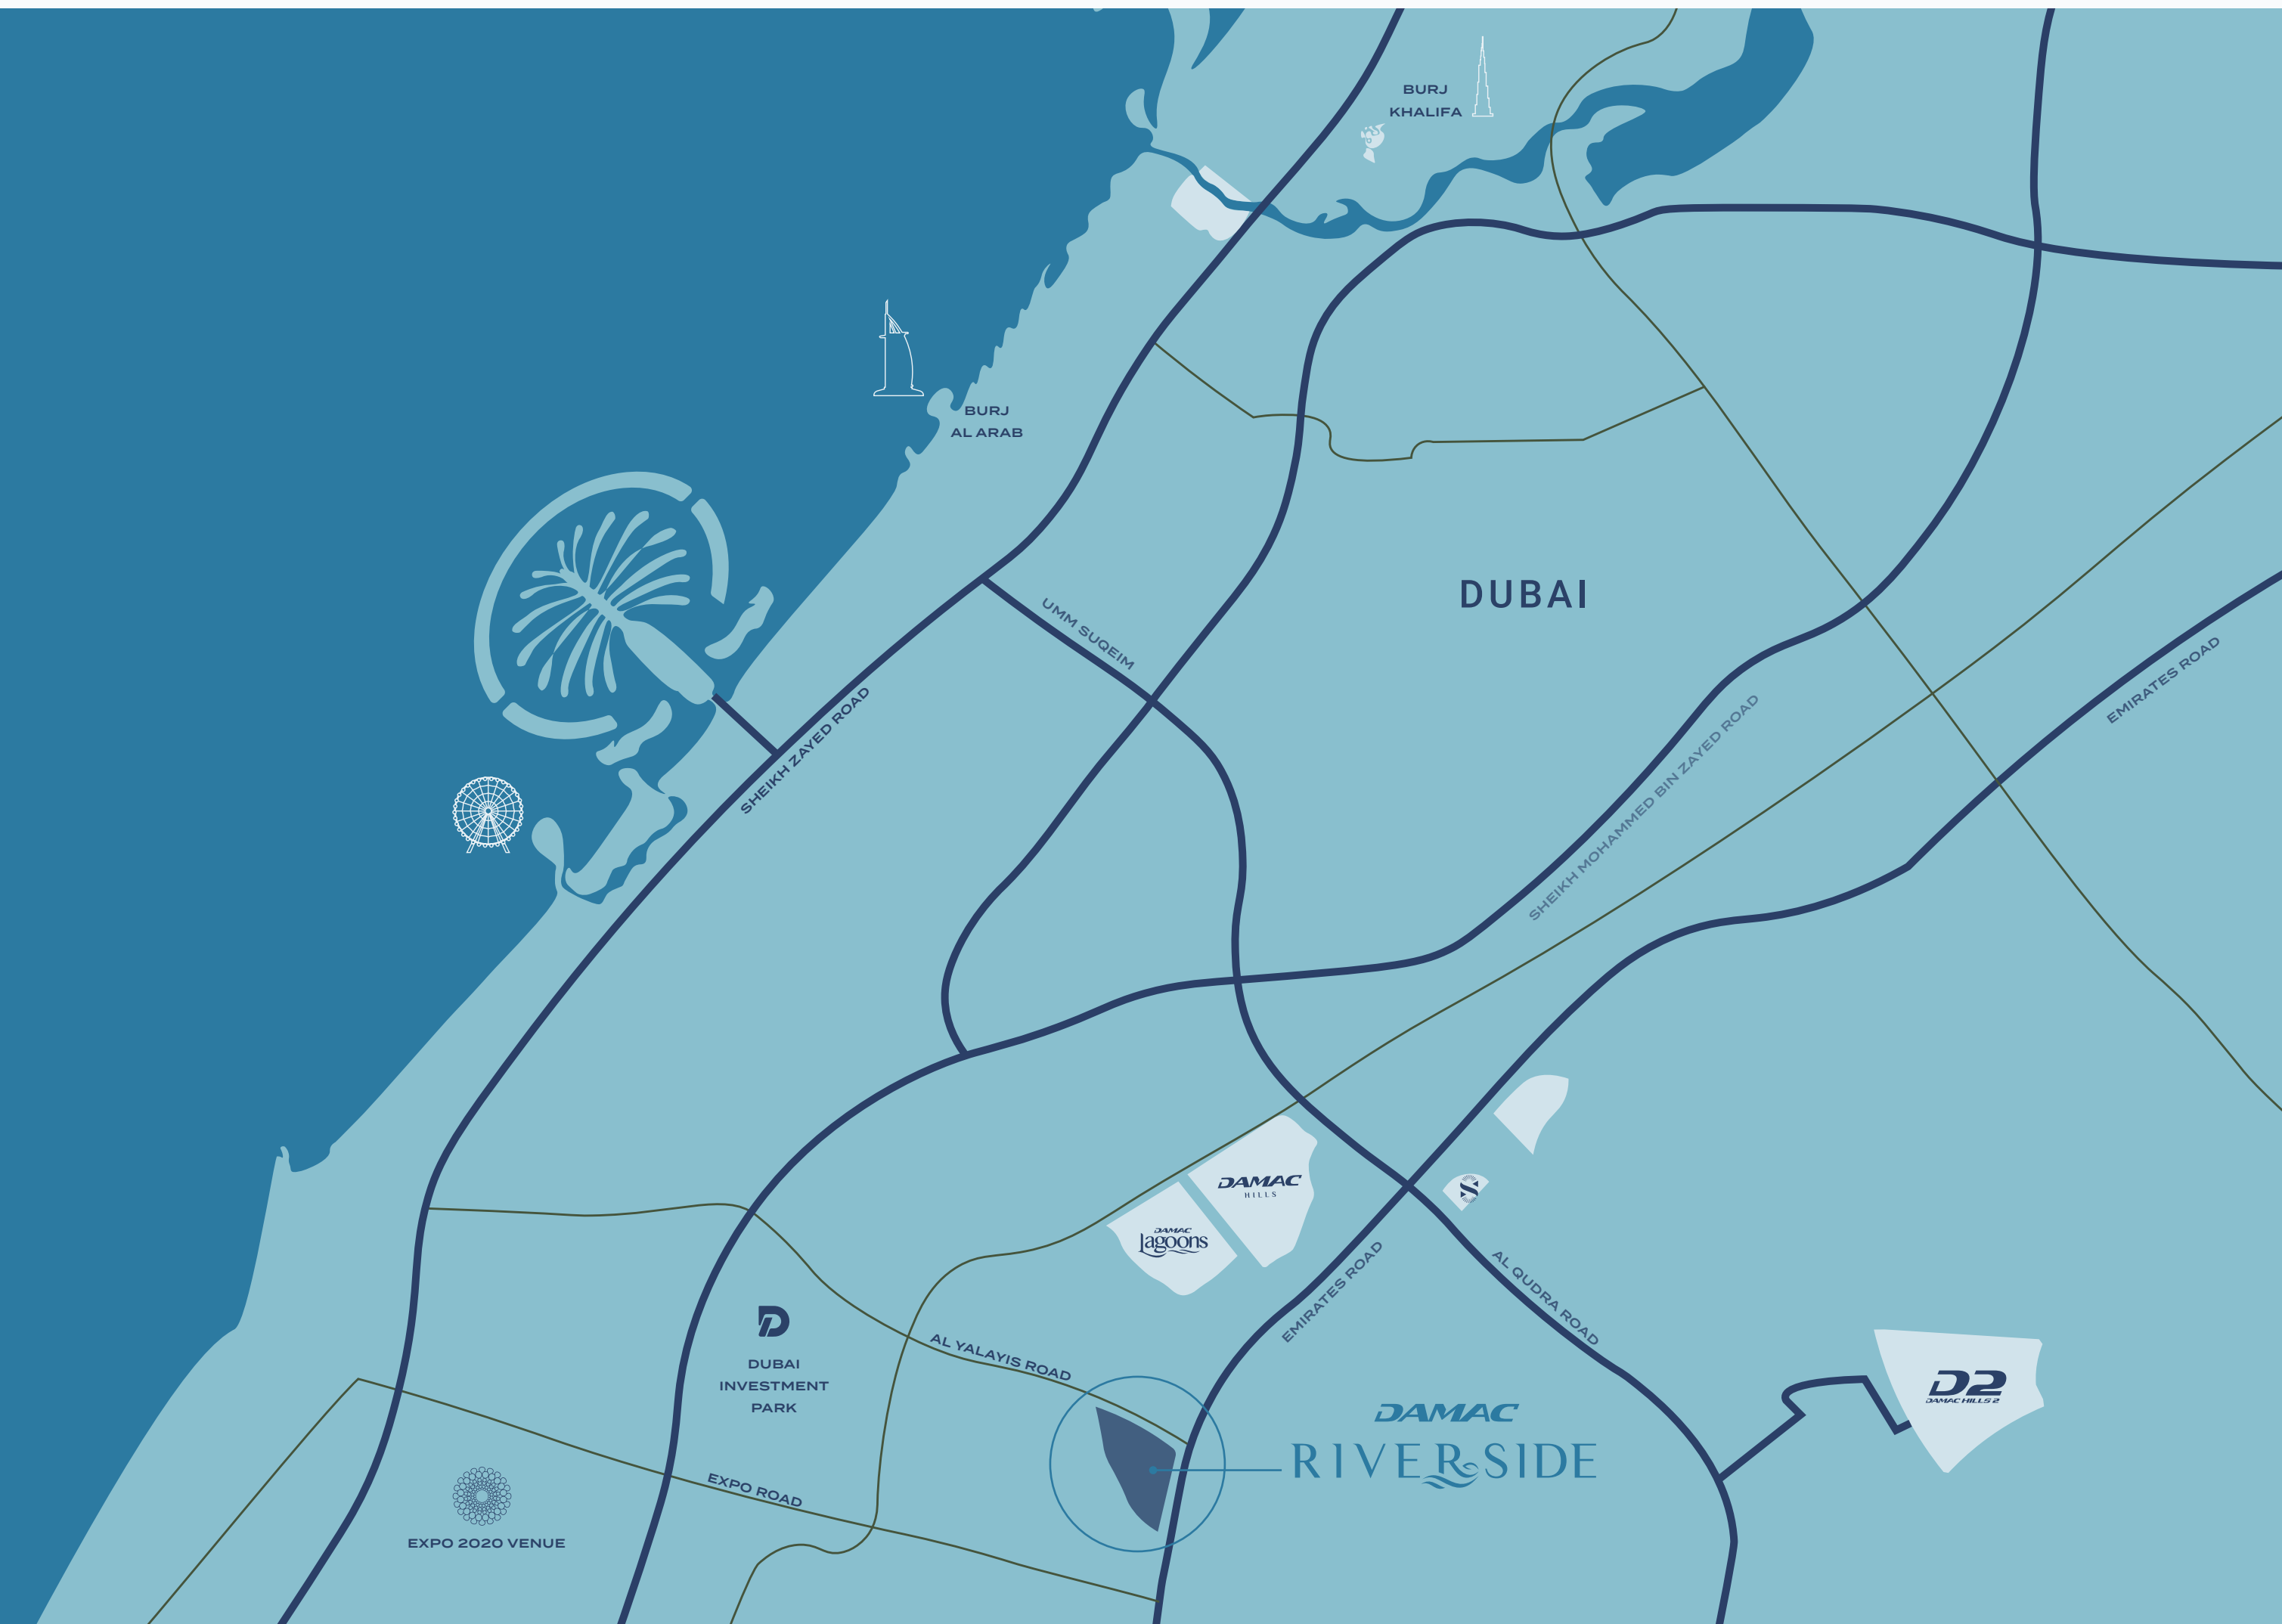 BURJ
KHALIFA
BURJ
AL ARAB
DUBAI
UMM SUQEIM
SHEIKH ZAYED ROAD
EMIRATES ROAD
SHEIKH MOHAMMED BIN ZAYED ROAD
DAMAC
HILLS
S
DAMAC
lagoons
EMIRATES ROAD
AL QUDRA ROAD
DUBAI
INVESTMENT
PARK
AL YALAYIS ROAD
D2
DAMAC HILLS 2
DAMAC
RIVERSIDE
EXPO ROAD
EXPO 2020 VENUE